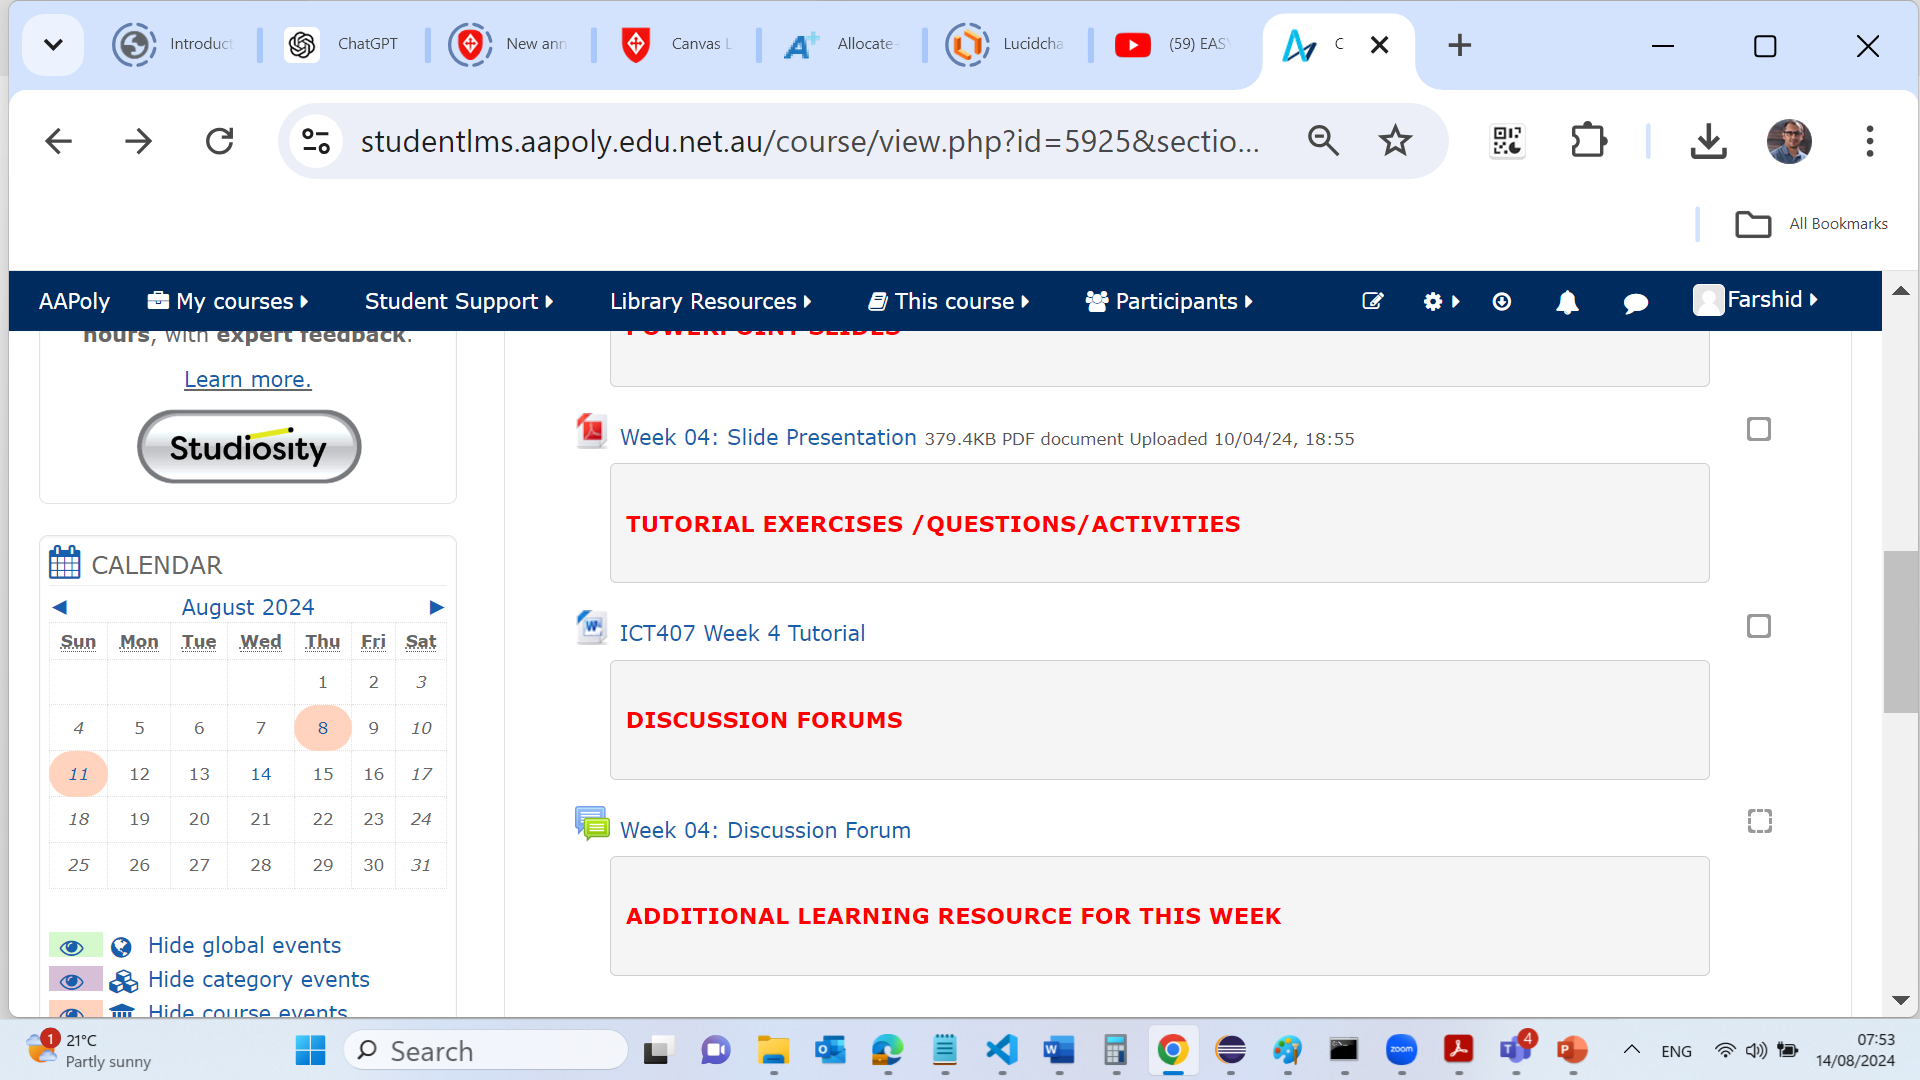 Introduct
ChatGPT
New ann
Canvas L
Allocate
Lucidcha
(59) EAS
C
studentlms.aapoly.edu.net.au/course/view.php?id=5925&sectio...
All Bookmarks
AAPoly
My courses
Student Support
Library Resources
This course
Participants
Farshid
hours, with expert feedback.
Learn more.
Studiosity
CALENDAR
August 2024
Sun Mon Tue Wed Thu Fri Sat
1 2 3
4 5 6 7 8 9 10
11 12 13 14 15 16 17
18 19 20 21 22 23 24
25 26 27 28 29 30 31
Hide global events
Hide category events
Hide course events
POWERPOINT SLIDES
Week 04: Slide Presentation 379.4KB PDF document Uploaded 10/04/24, 18:55
TUTORIAL EXERCISES /QUESTIONS/ACTIVITIES
ICT407 Week 4 Tutorial
DISCUSSION FORUMS
Week 04: Discussion Forum
ADDITIONAL LEARNING RESOURCE FOR THIS WEEK
1
21°C
Partly sunny
Search
zoom
4
ENG
07:53
14/08/2024